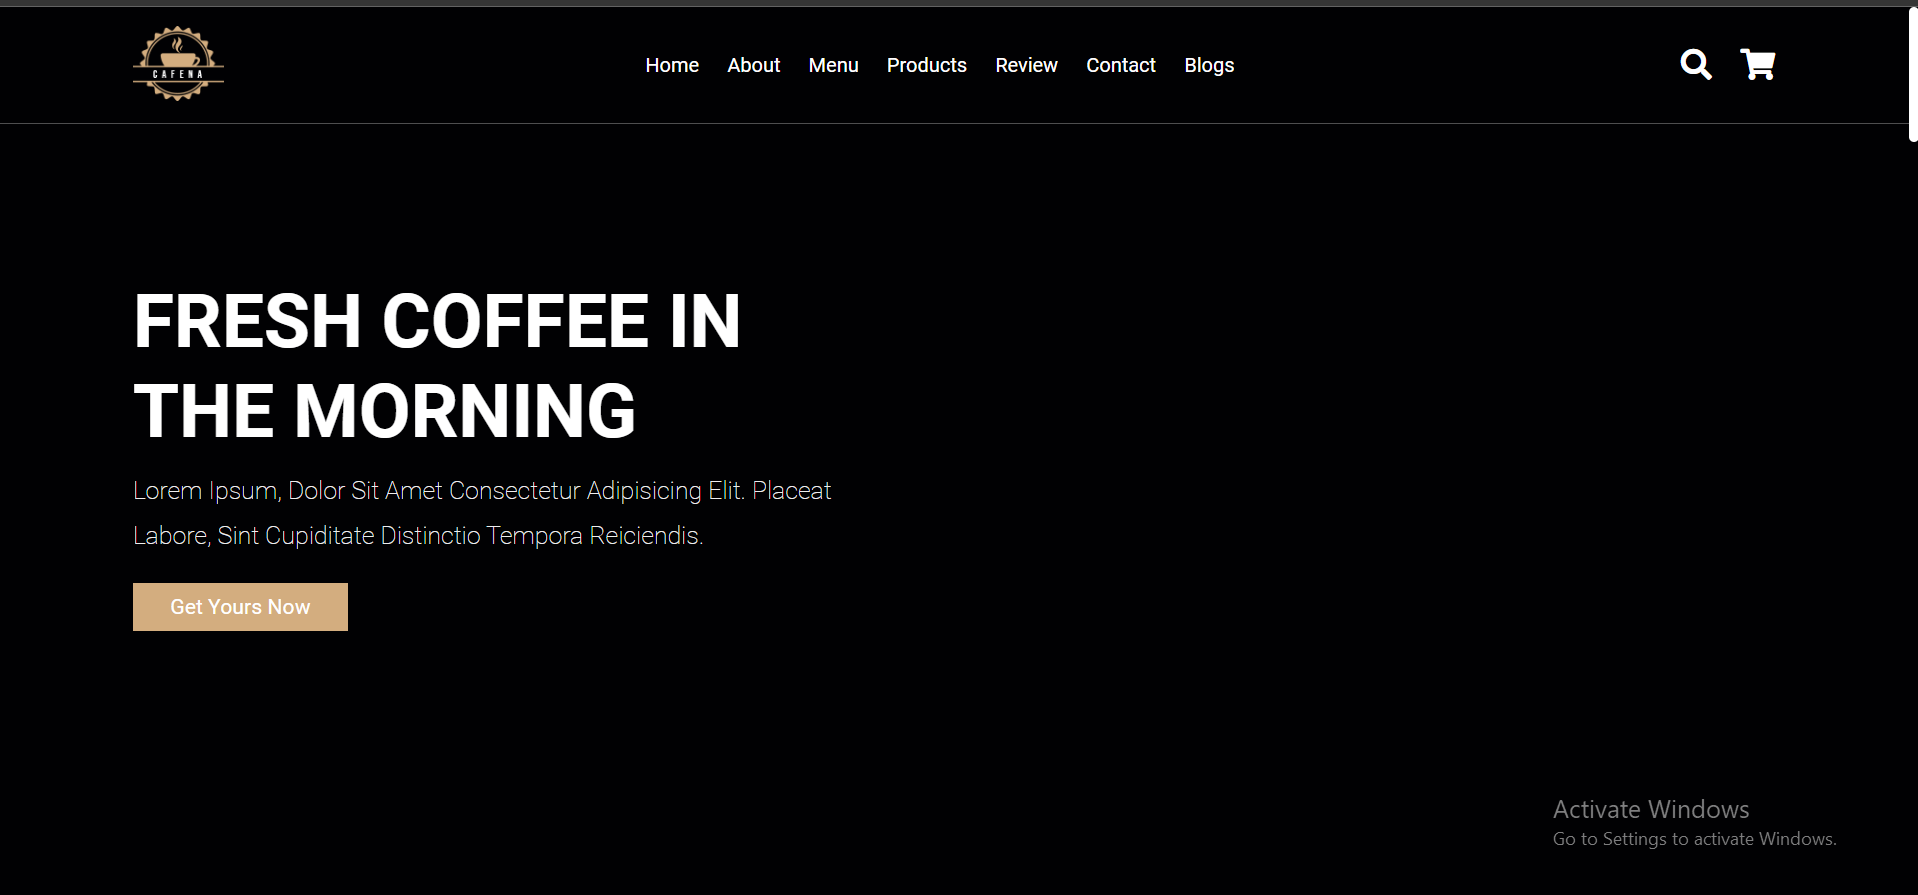 CAFENA
Home About Menu Products Review Contact Blogs
FRESH COFFEE IN
THE MORNING
Lorem Ipsum, Dolor Sit Amet Consectetur Adipisicing Elit. Placeat
Labore, Sint Cupiditate Distinctio Tempora Reiciendis.
Get Yours Now
Activate Windows
Go to Settings to activate Windows.